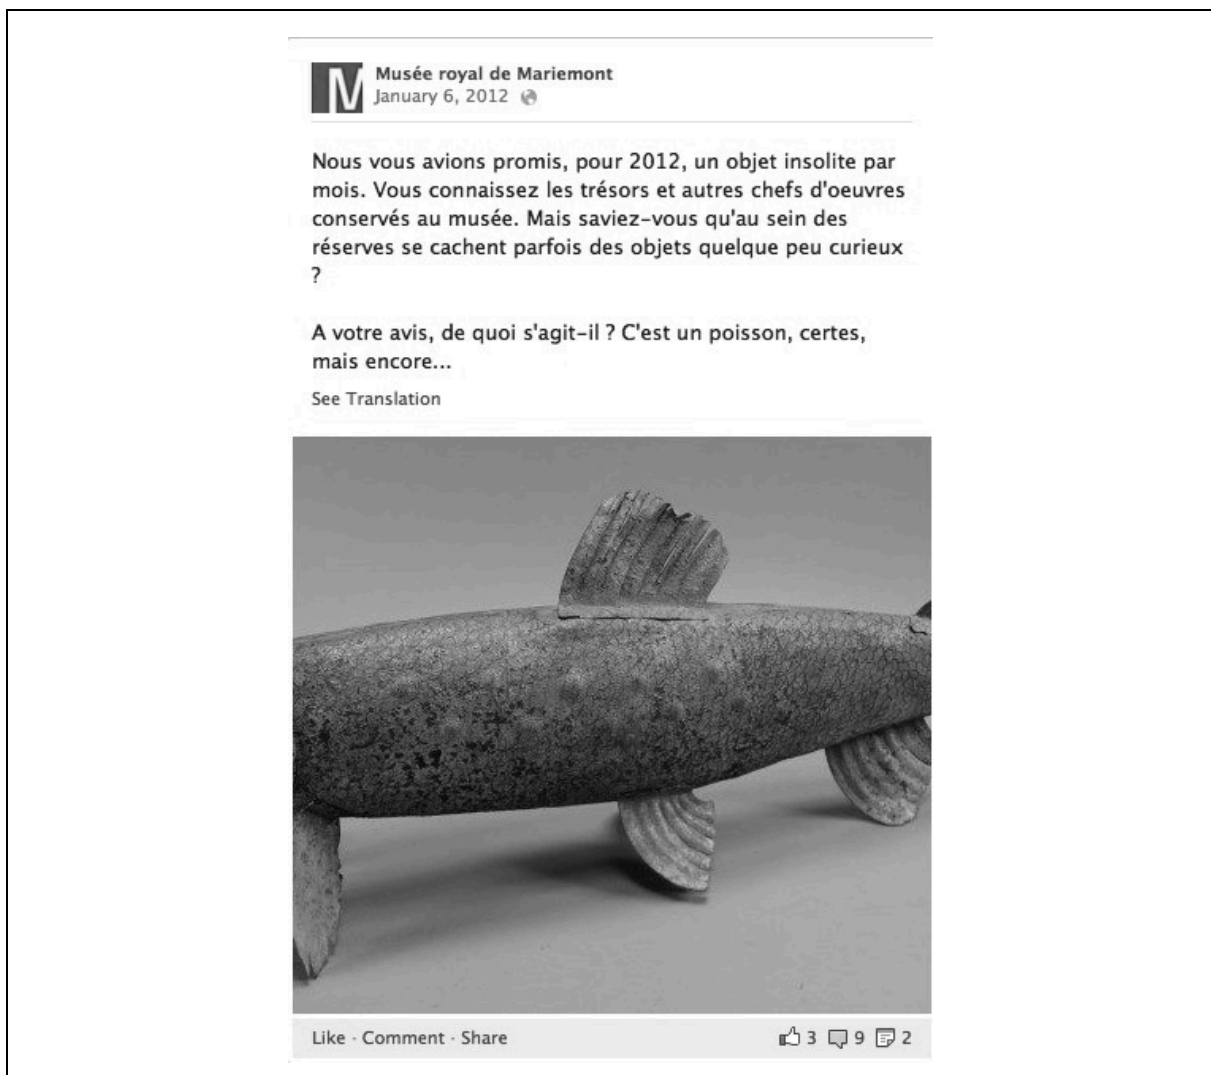 M
Musée royal de Mariemont
January 6, 2012
Nous vous avions promis, pour 2012, un objet insolite par
mois. Vous connaissez les trésors et autres chefs d'oeuvres
conservés au musée. Mais saviez-vous qu'au sein des
réserves se cachent parfois des objets quelque peu curieux
?
A votre avis, de quoi s'agit-il ? C'est un poisson, certes,
mais encore...
See Translation
Like · Comment · Share 3 9 2